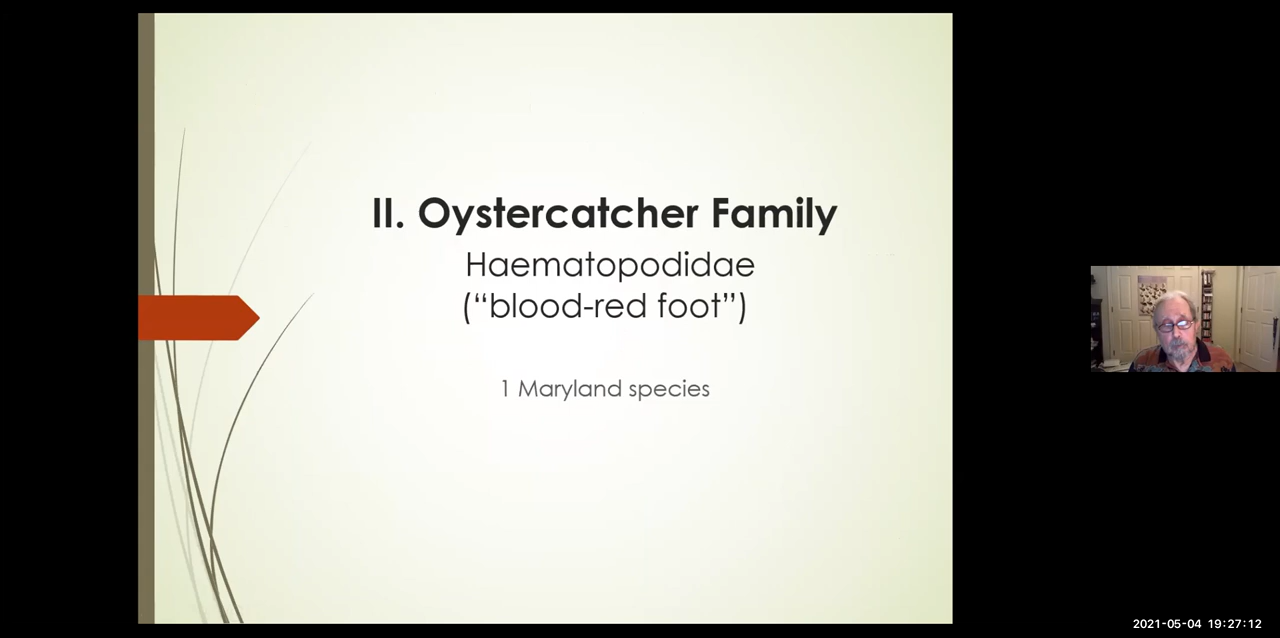 II. Oystercatcher Family
Haematopodidae
(“blood-red foot”)
1 Maryland species
2021-05-04 19:27:12